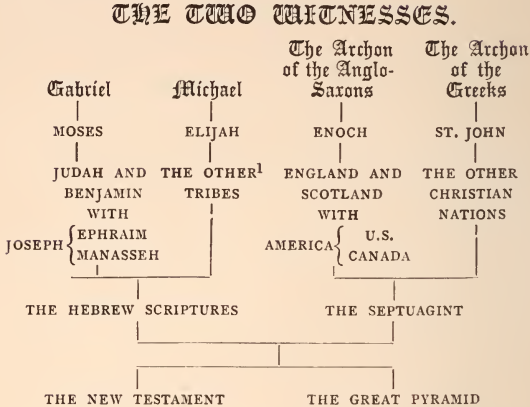 THE TWO WITNESSES.
Gabriel
Michael
The Archon
of the Anglo-
Saxons
The Archon
of the
Greeks
MOSES
ELIJAH
ENOCH
ST. JOHN
JUDAH AND
BENJAMIN
WITH
JOSEPH { EPHRAIM
MANASSEH
THE OTHER¹
TRIBES
ENGLAND AND
SCOTLAND
WITH
AMERICA { U.S.
CANADA
THE OTHER
CHRISTIAN
NATIONS
THE HEBREW SCRIPTURES
THE SEPTUAGINT
THE NEW TESTAMENT
THE GREAT PYRAMID